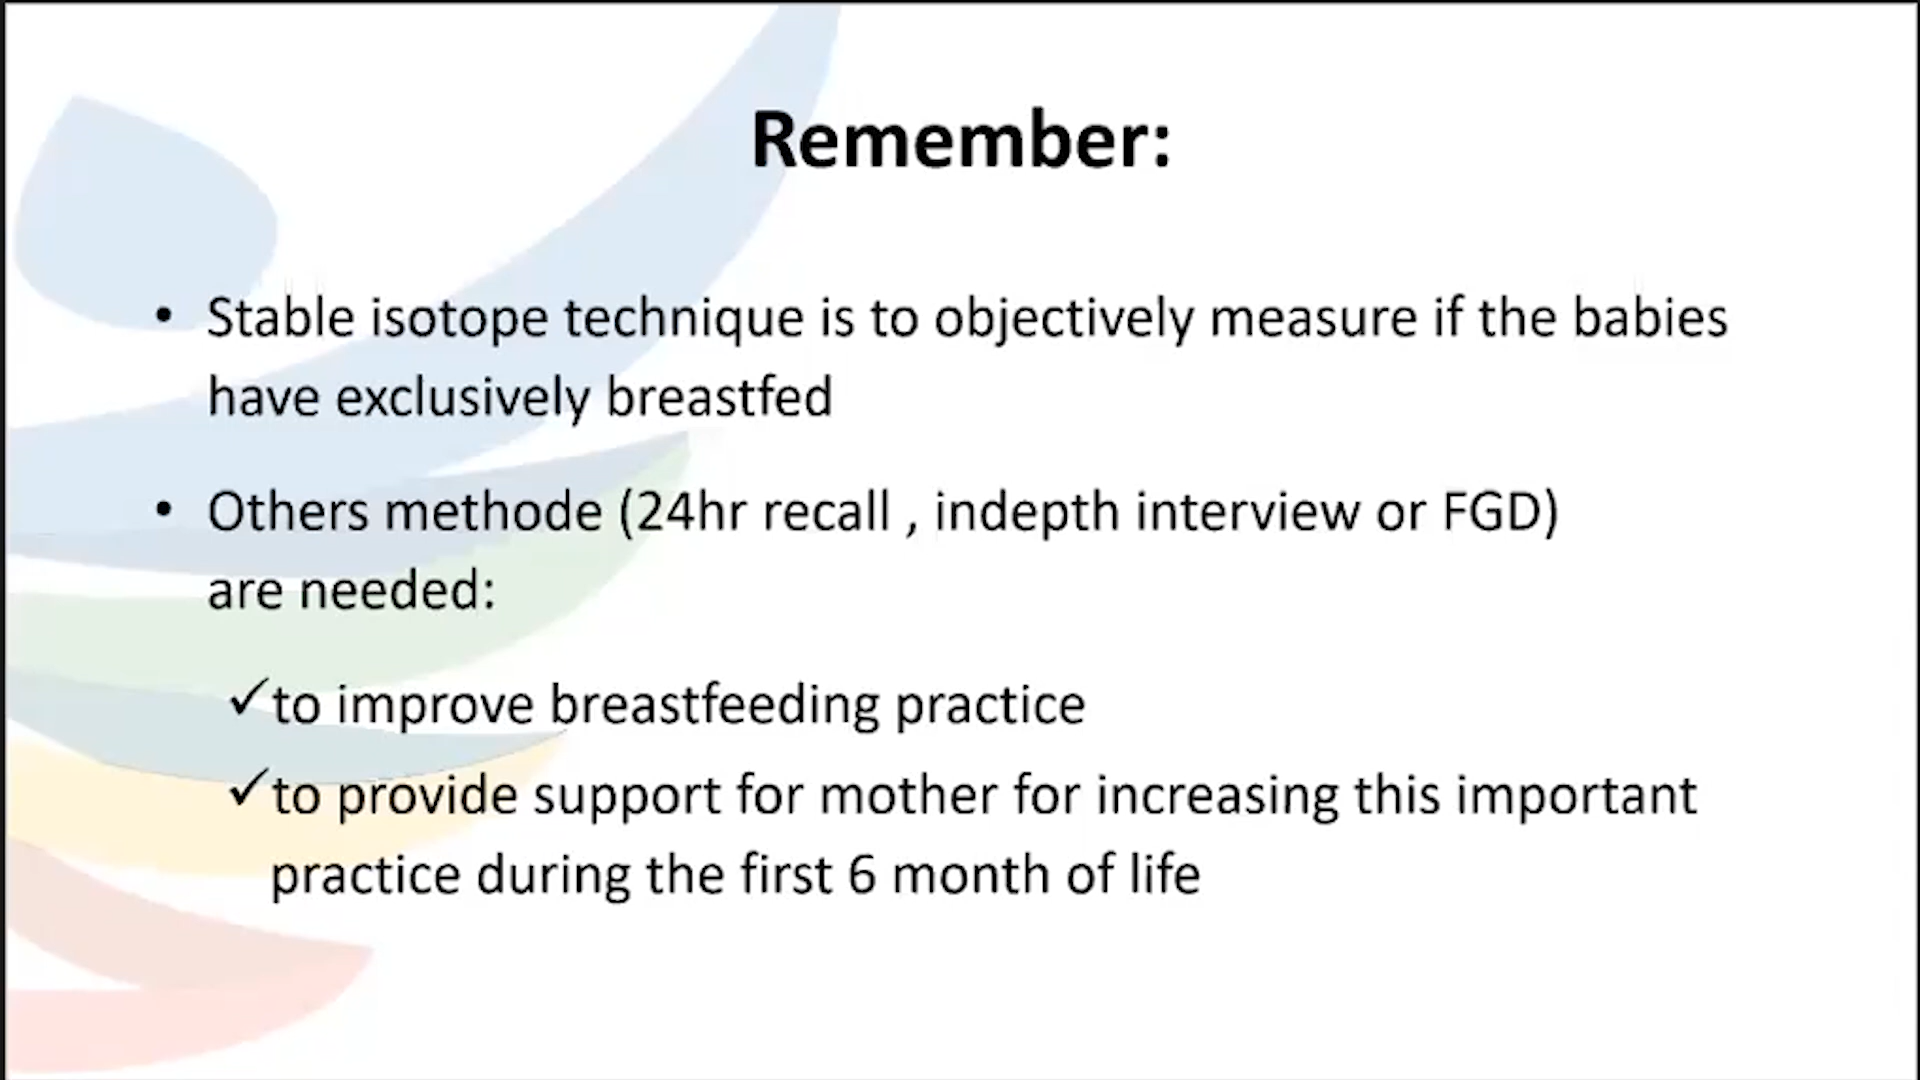 Remember:
• Stable isotope technique is to objectively measure if the babies
have exclusively breastfed
• Others methode (24hr recall , indepth interview or FGD)
are needed:
✓to improve breastfeeding practice
✓to provide support for mother for increasing this important
practice during the first 6 month of life